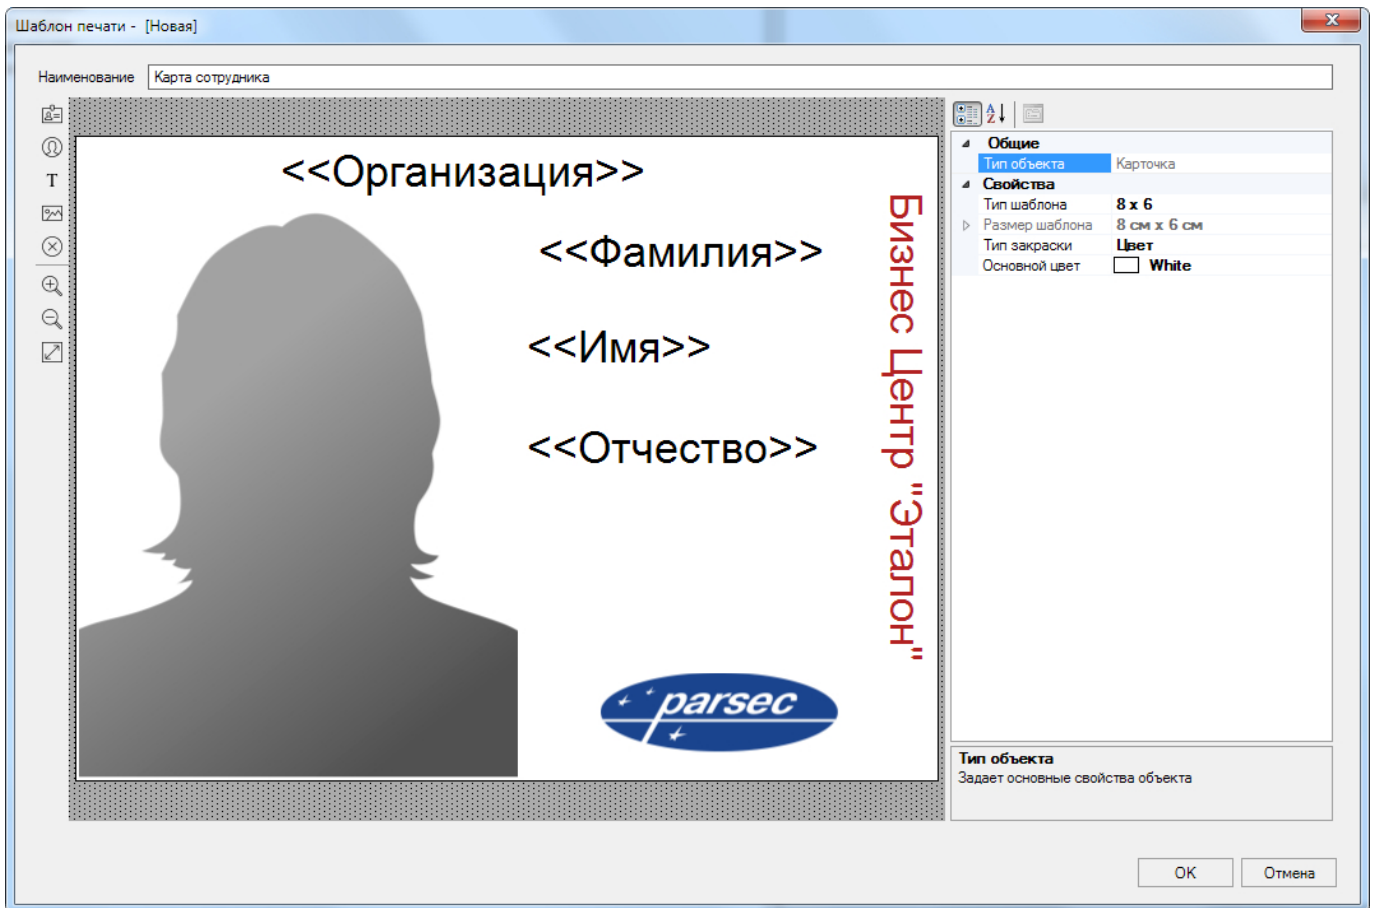 Шаблон печати - [Новая]
Наименование Карта сотрудника
T
A
Z
<<Организация>>
<<Фамилия>>
<<Имя>>
<<Отчество>>
Бизнес Центр "Эталон"
parsec
Общие
Тип объекта Карточка
Свойства
Тип шаблона 8 x 6
Размер шаблона 8 см x 6 см
Тип закраски Цвет
Основной цвет White
Тип объекта
Задает основные свойства объекта
OK Отмена